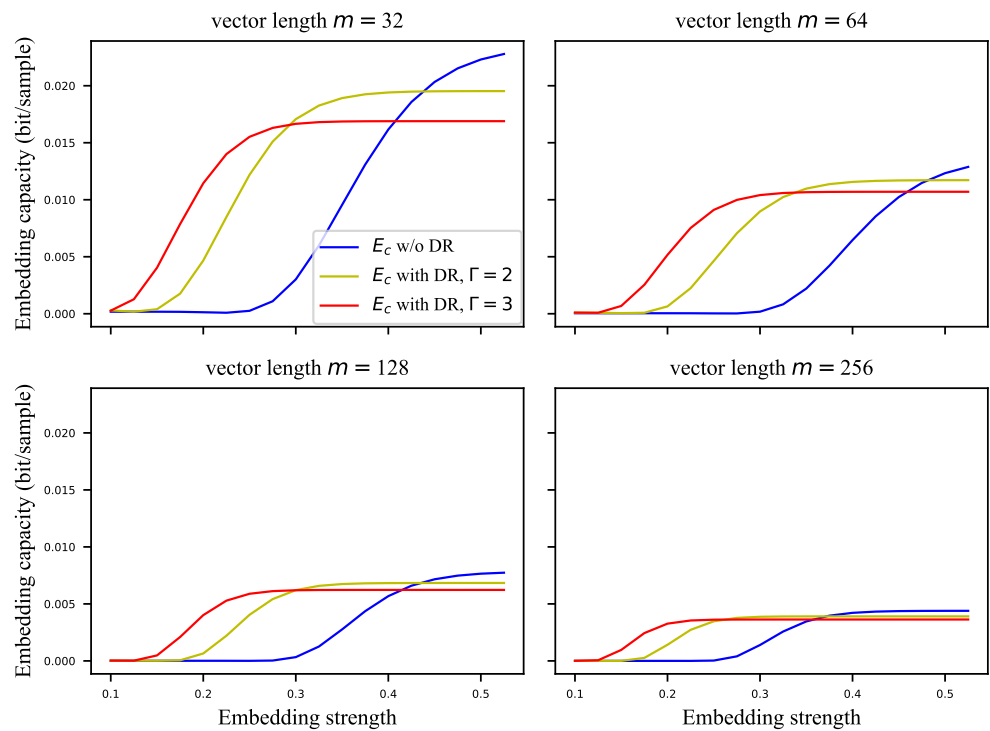 vector length m = 32
vector length m = 64
Embedding capacity (bit/sample)
0.020
0.015
0.010
0.005
0.000
E_c w/o DR
E_c with DR, Γ = 2
E_c with DR, Γ = 3
vector length m = 128
vector length m = 256
Embedding capacity (bit/sample)
0.020
0.015
0.010
0.005
0.000
0.1 0.2 0.3 0.4 0.5
0.1 0.2 0.3 0.4 0.5
Embedding strength
Embedding strength